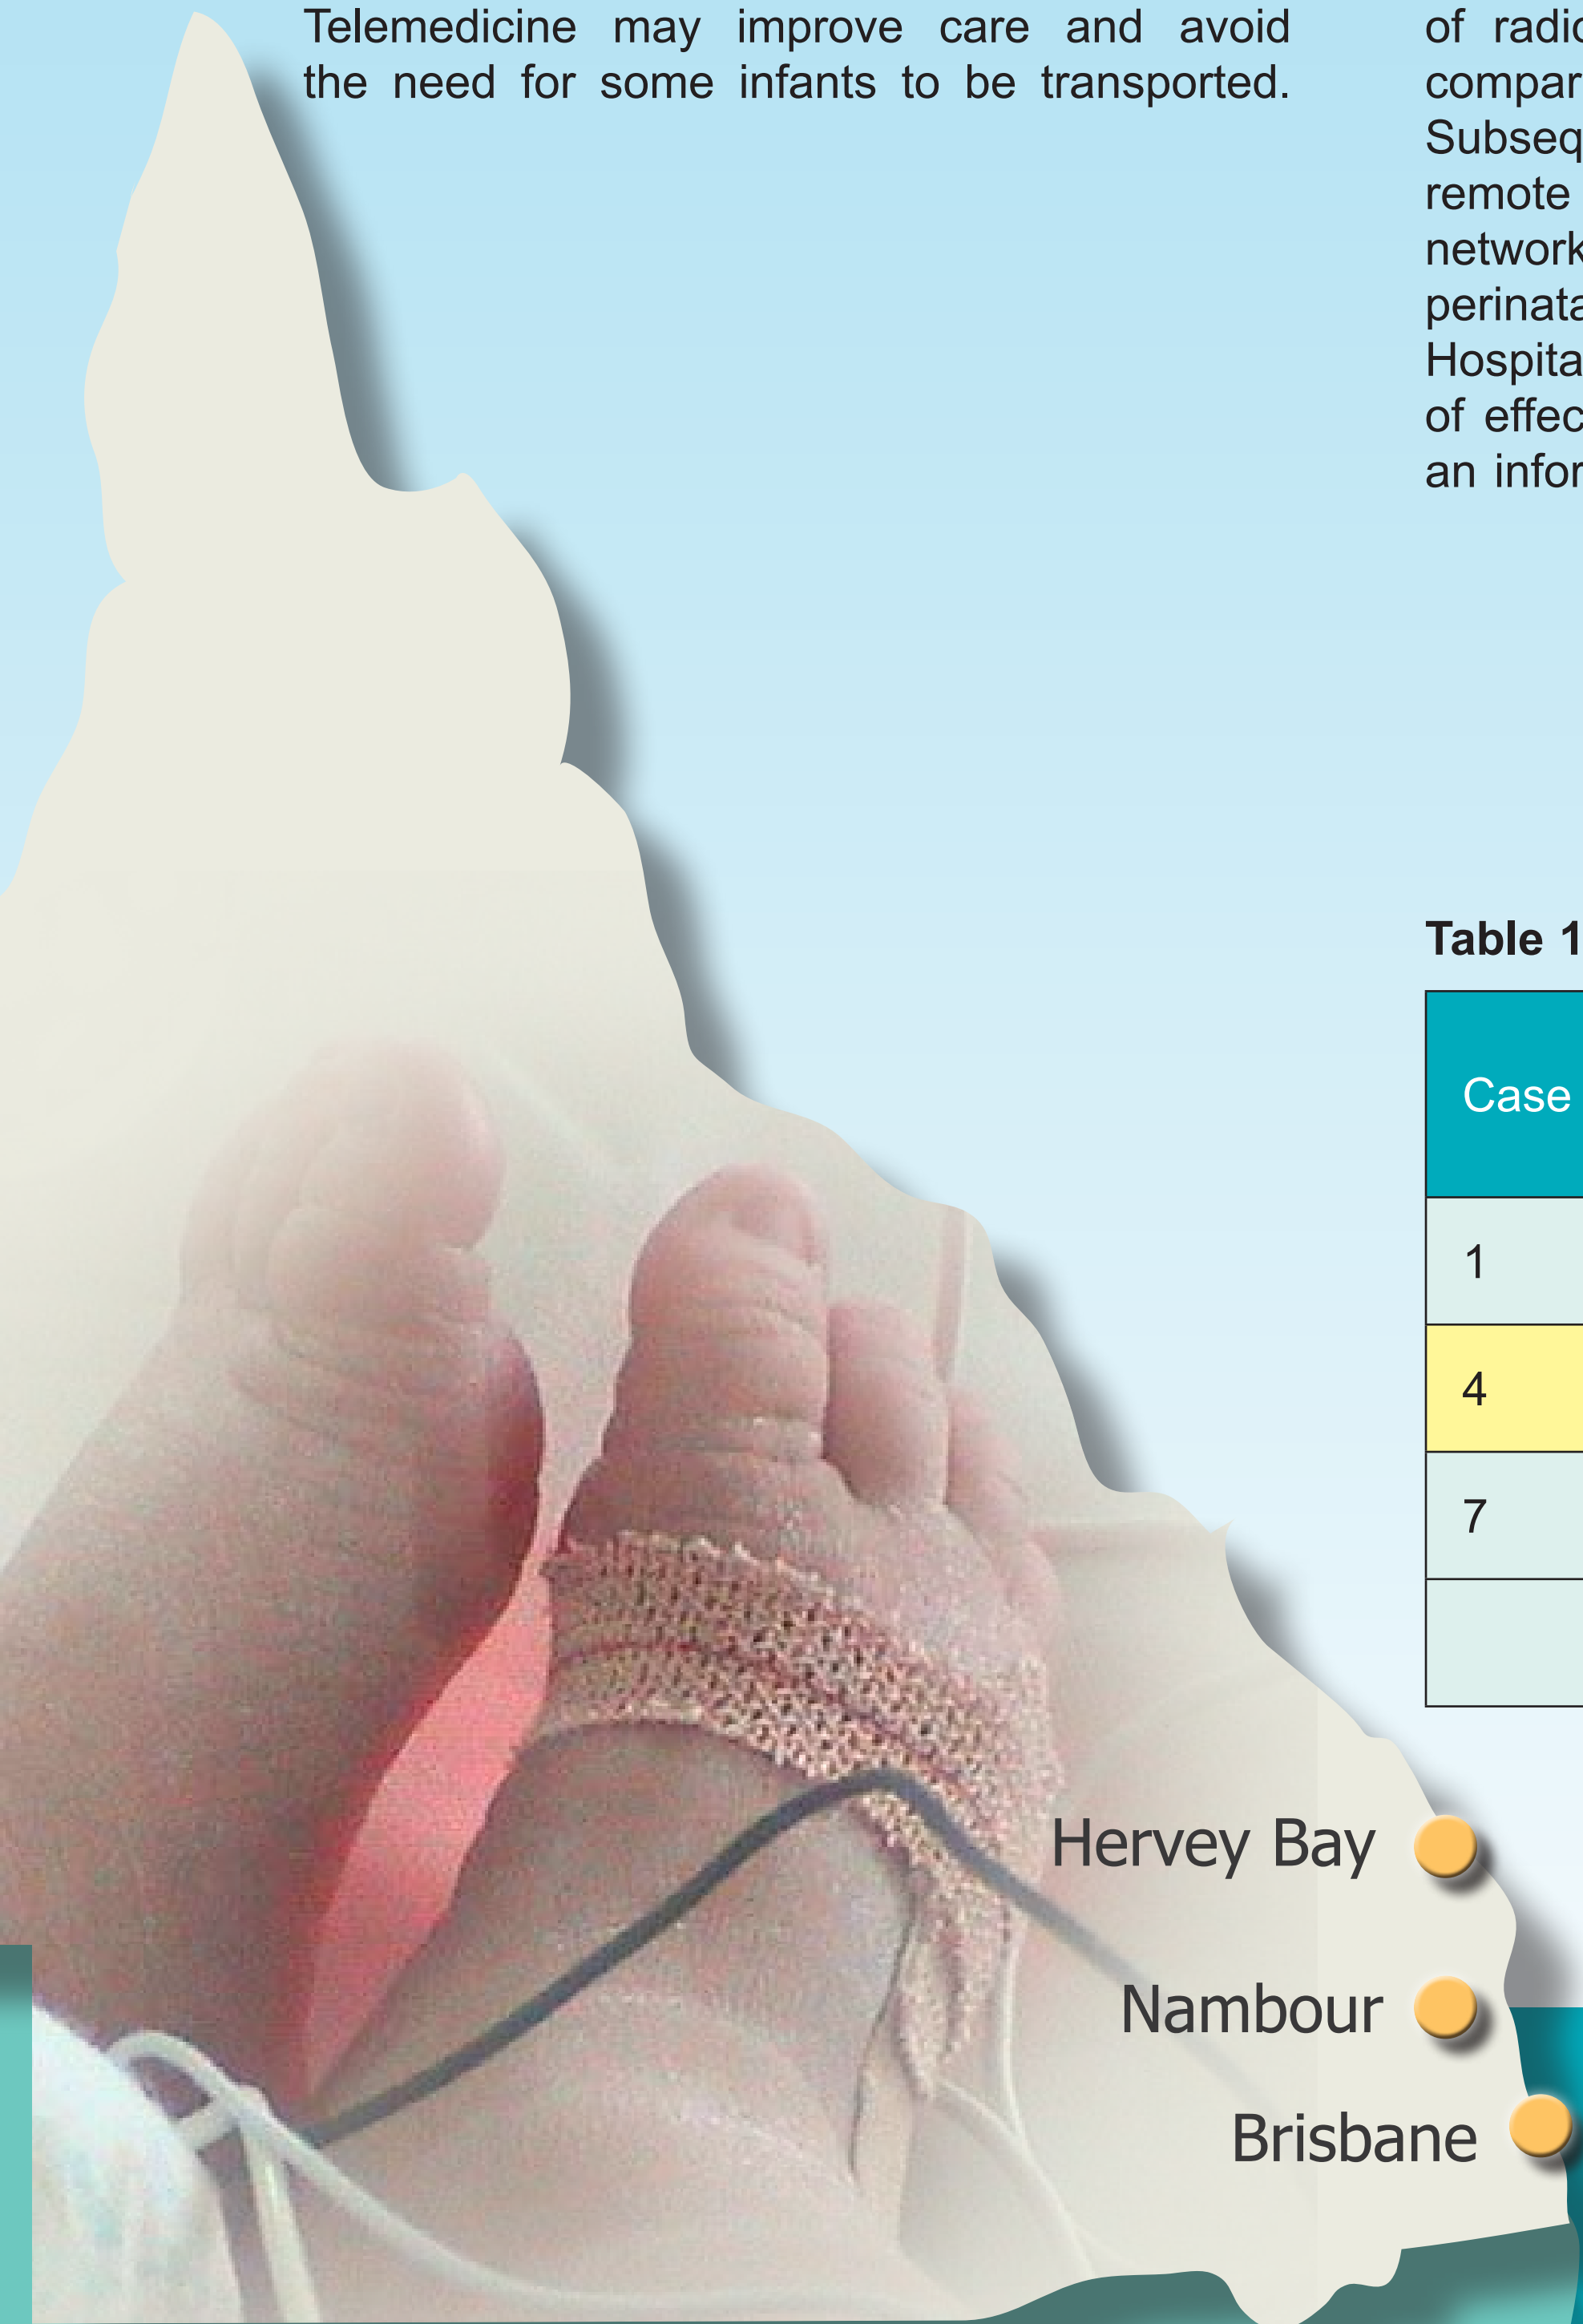 Telemedicine may improve care and avoid
the need for some infants to be transported.
of
compar
Subseq
remote
network
perinata
Hospita
of effec
an infor
Table 1
Case
1
4
7
Hervey Bay
Nambour
Brisbane